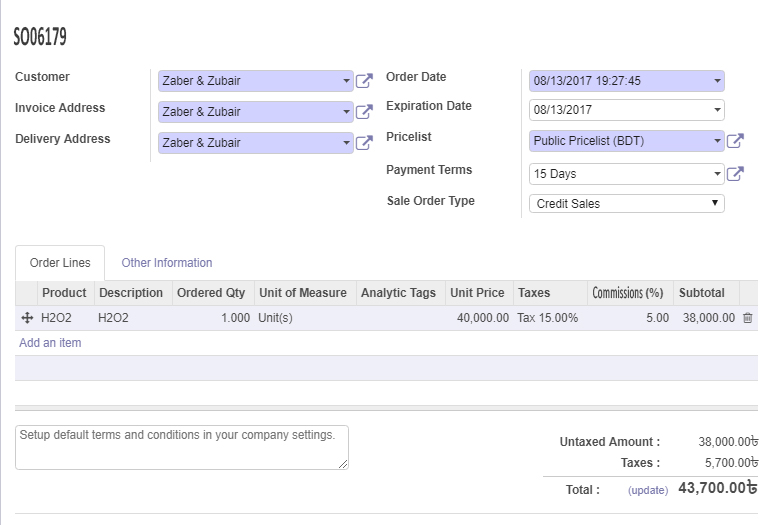 SO06179
Customer Zaber & Zubair
Invoice Address Zaber & Zubair
Delivery Address Zaber & Zubair
Order Date 08/13/2017 19:27:45
Expiration Date 08/13/2017
Pricelist Public Pricelist (BDT)
Payment Terms 15 Days
Sale Order Type Credit Sales
Order Lines Other Information
Product Description Ordered Qty Unit of Measure Analytic Tags Unit Price Taxes Commissions (%) Subtotal
H2O2 H2O2 1.000 Unit(s) 40,000.00 Tax 15.00% 5.00 38,000.00
Add an item
Setup default terms and conditions in your company settings.
Untaxed Amount : 38,000.00৳
Taxes : 5,700.00৳
Total : (update) 43,700.00৳